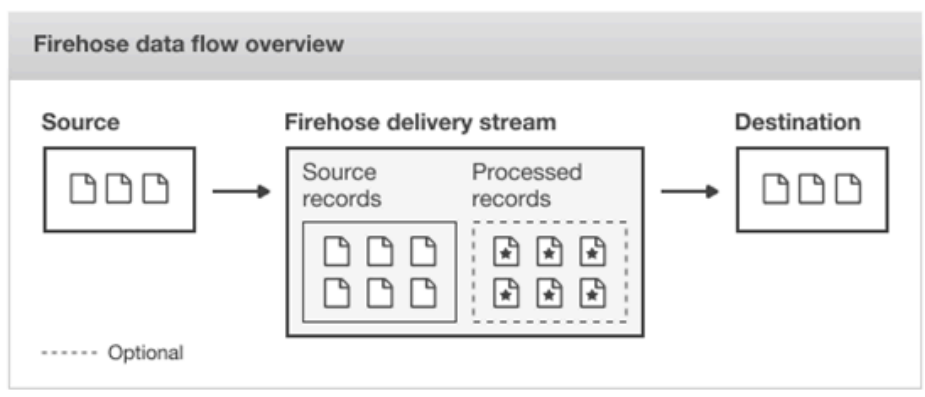 Firehose data flow overview
Source
Firehose delivery stream
Destination
Source
records
Processed
records
Optional